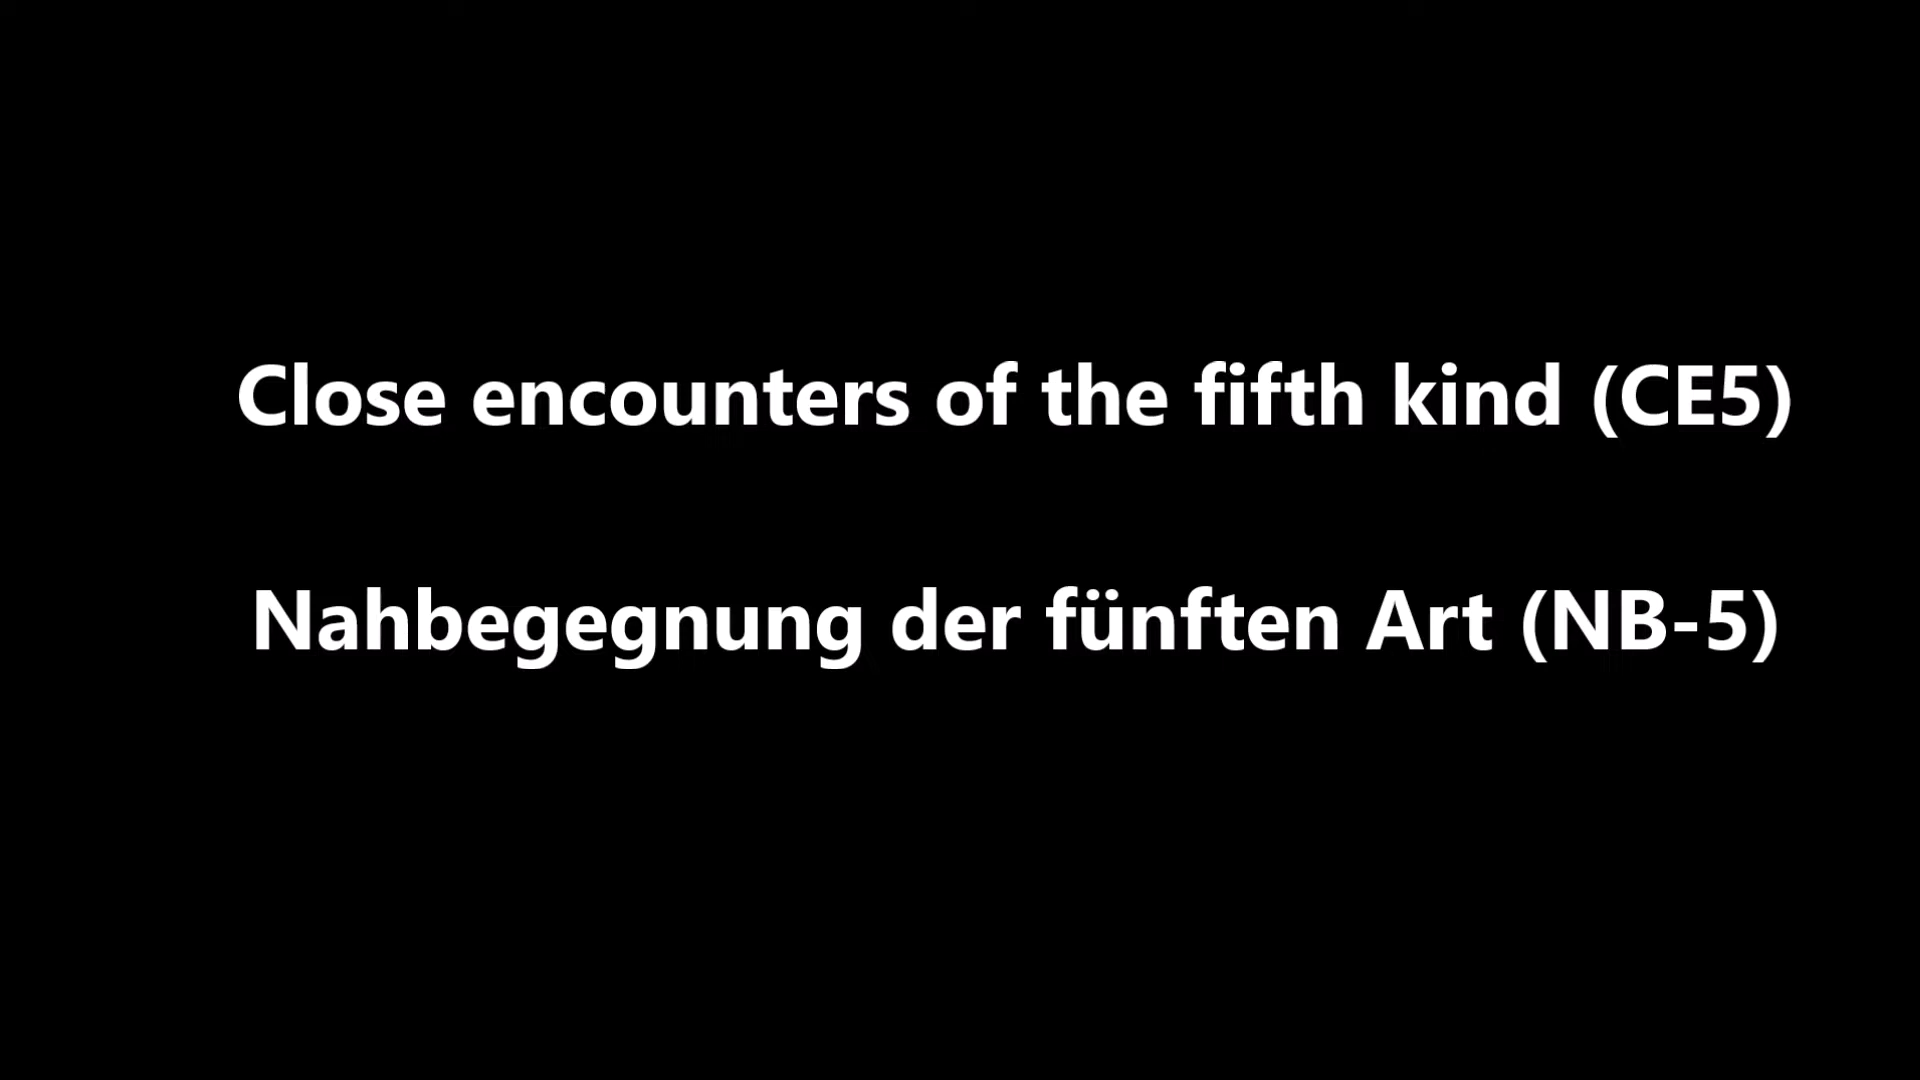 Close encounters of the fifth kind (CE5)
Nahbegegnung der fünften Art (NB-5)